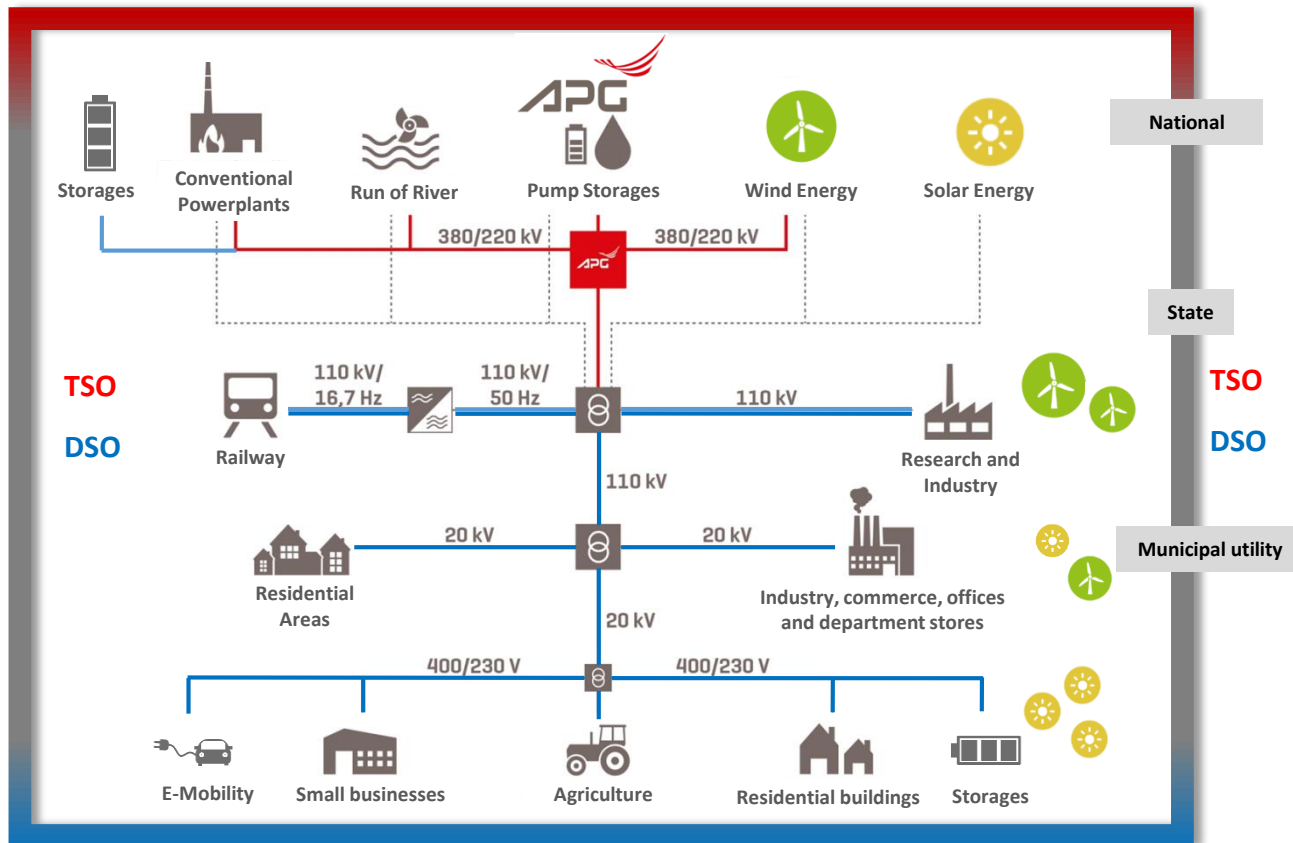 APG
National
Storages
Conventional
Powerplants
Run of River
Pump Storages
Wind Energy
Solar Energy
380/220 kV
380/220 kV
APG
State
TSO
DSO
110 kV/
16,7 Hz
110 kV/
50 Hz
110 kV
TSO
DSO
Railway
Research and
Industry
110 kV
20 kV
20 kV
Municipal utility
Residential
Areas
Industry, commerce, offices
and department stores
20 kV
400/230 V
400/230 V
E-Mobility
Small businesses
Agriculture
Residential buildings
Storages